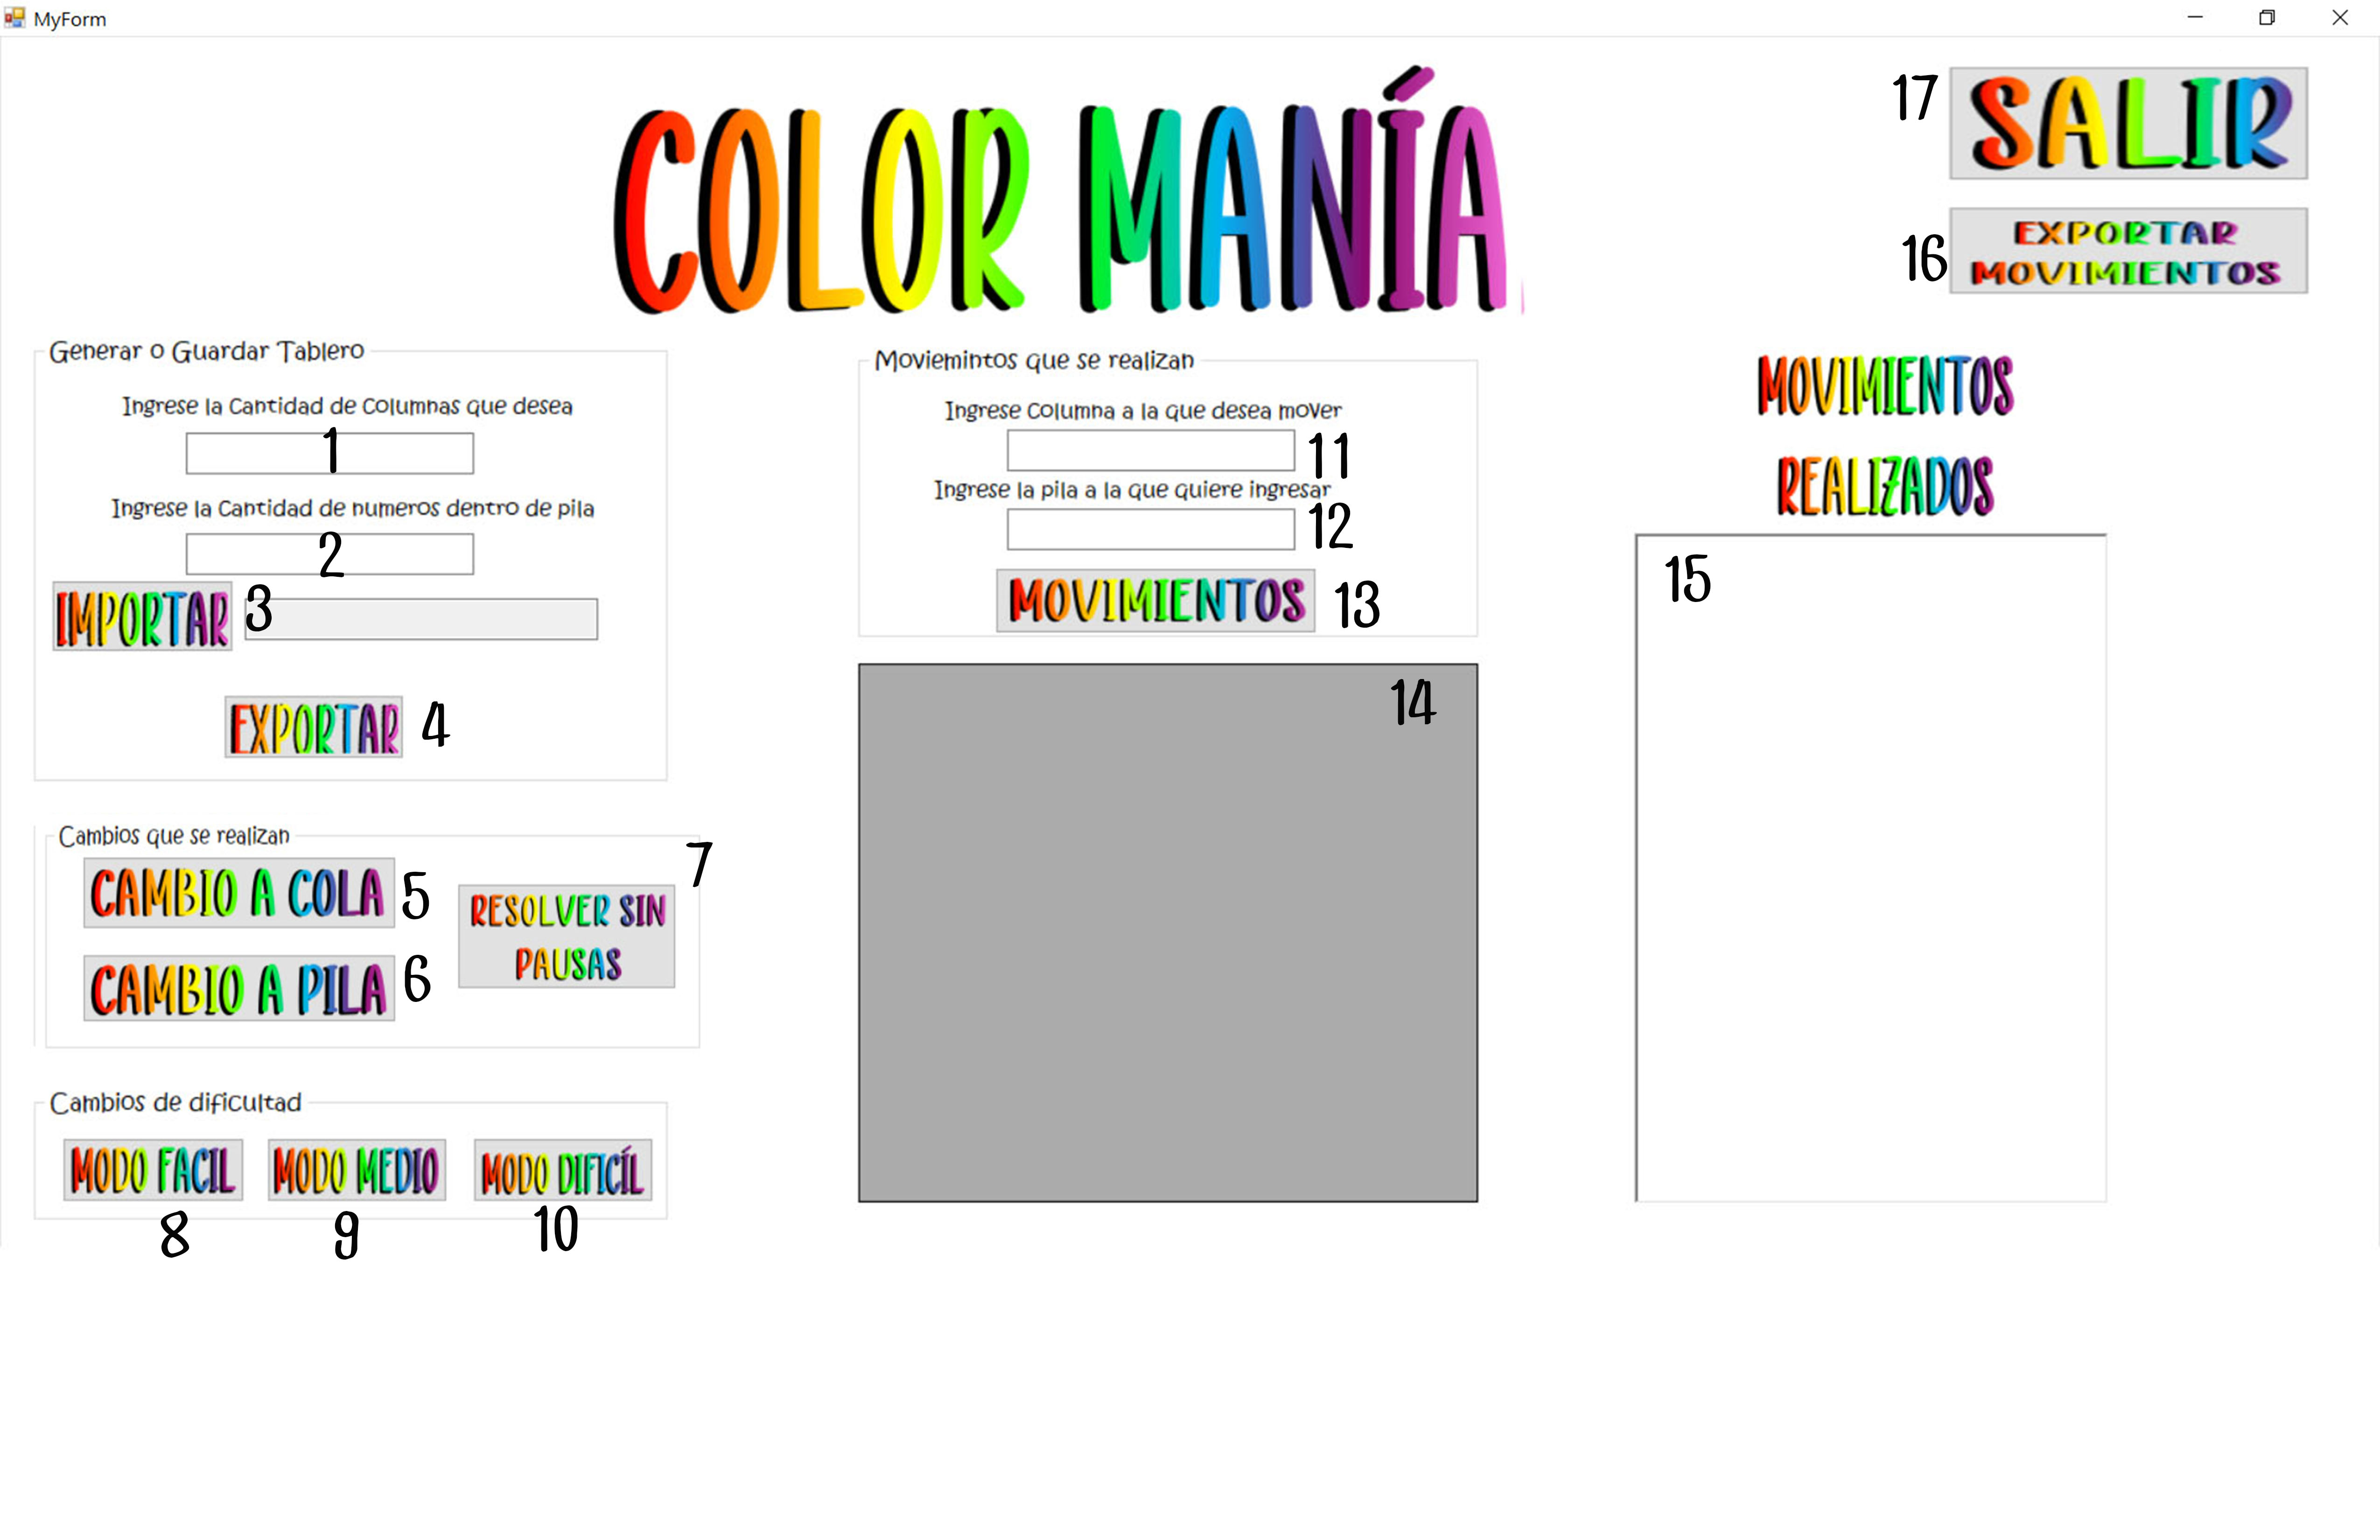 MyForm
COLOR MANÍA
17
SALIR
16
EXPORTAR
MOVIMIENTOS
Generar o Guardar Tablero
Ingrese la Cantidad de Columnas que desea
1
Ingrese la Cantidad de numeros dentro de pila
2
IMPORTAR
3
EXPORTAR
4
Cambios que se realizan
CAMBIO A COLA
5
CAMBIO A PILA
6
7
RESOLVER SIN
PAUSAS
Cambios de dificultad
MODO FACIL
MODO MEDIO
MODO DIFICÍL
8
9
10
Moviemintos que se realizan
Ingrese Columna a la que desea mover
11
Ingrese la pila a la que quiere ingresar
12
MOVIMIENTOS
13
14
MOVIMIENTOS
REALIZADOS
15